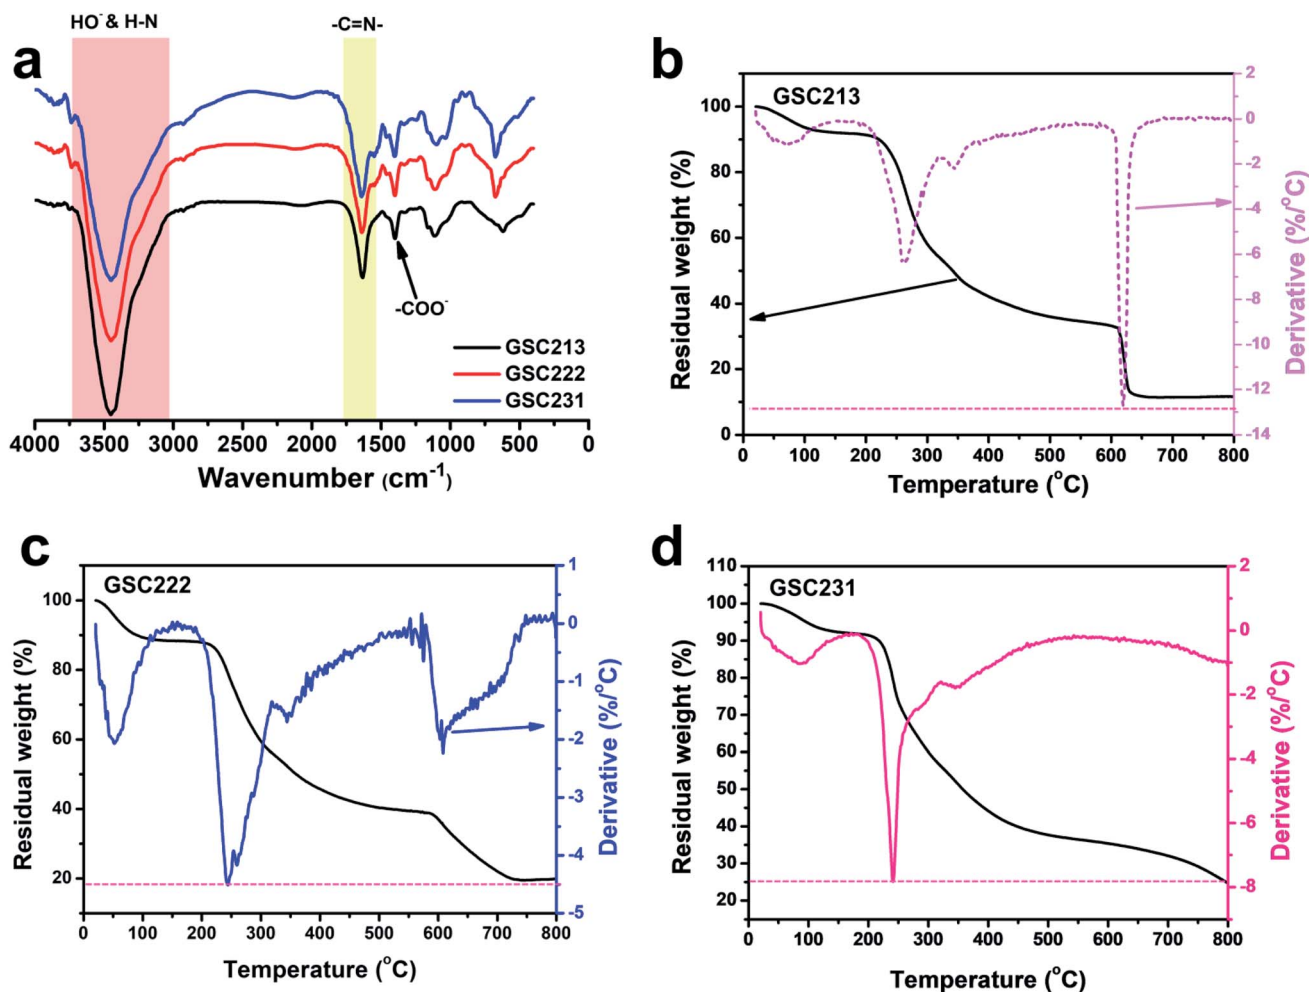 a
HO⁻ & H-N
-C=N-
-COO⁻
GSC213
GSC222
GSC231
4000 3500 3000 2500 2000 1500 1000 500 0
Wavenumber (cm⁻¹)
b
GSC213
Residual weight (%)
100
80
60
40
20
0
0 100 200 300 400 500 600 700 800
Temperature (°C)
2
0
-2
-4
-6
-8
-10
-12
-14
Derivative (%/°C)
c
GSC222
Residual weight (%)
100
80
60
40
20
0 100 200 300 400 500 600 700 800
Temperature (°C)
1
0
-1
-2
-3
-4
-5
Derivative (%/°C)
d
GSC231
Residual weight (%)
110
100
90
80
70
60
50
40
30
20
0 100 200 300 400 500 600 700 800
Temperature (°C)
2
0
-2
-4
-6
-8
Derivative (%/°C)